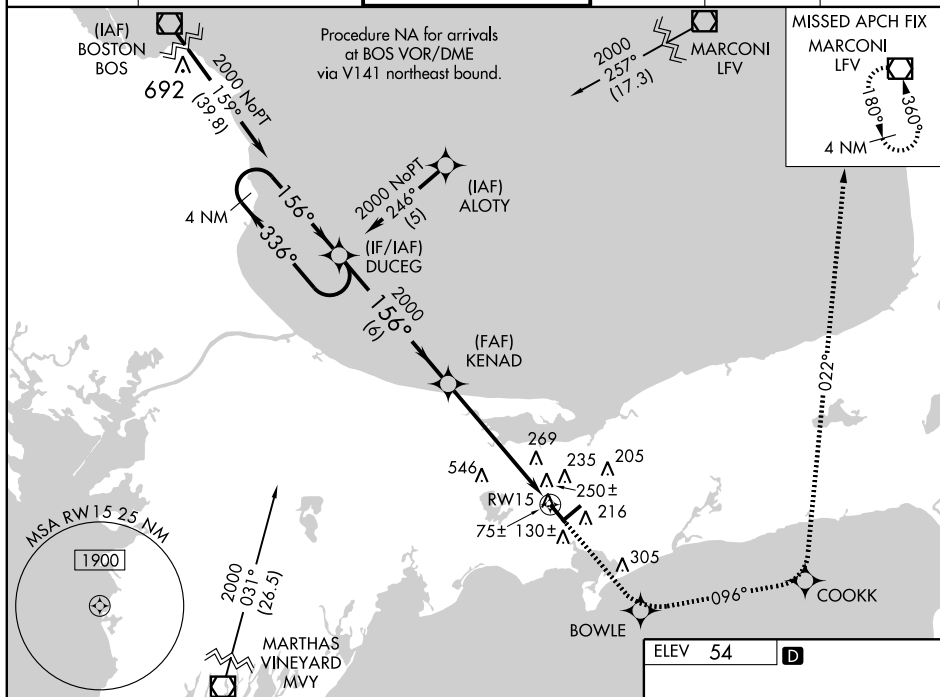 (IAF)
BOSTON
BOS
692
2000 NoPT
159°
(39.8)
Procedure NA for arrivals
at BOS VOR/DME
via V141 northeast bound.
MARCONI
LFV
2000
257°
(17.3)
MISSED APCH FIX
MARCONI
LFV
180°
360°
4 NM
(IAF)
ALOTY
2000 NoPT
246°
(5)
4 NM
156°
336°
(IF/IAF)
DUCEG
2000
156°
(6)
(FAF)
KENAD
022°
269
546
235
205
250±
RW15
216
75±
130±
305
MSA RW15 25 NM
1900
2000
031°
(26.5)
096°
COOKK
BOWLE
MARTHAS
VINEYARD
MVY
ELEV 54
D